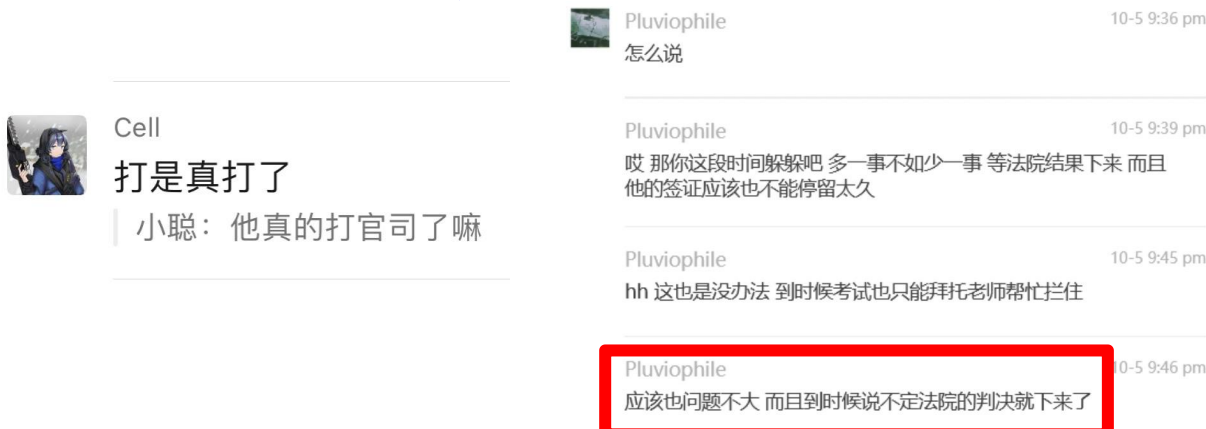 Cell
打是真打了
小聪：他真的打官司了嘛
Pluviophile
10-5 9:36 pm
怎么说
Pluviophile
10-5 9:39 pm
哎 那你这段时间躲躲吧 多一事不如少一事 等法院结果下来 而且
他的签证应该也不能停留太久
Pluviophile
10-5 9:45 pm
hh 这也是没办法 到时候考试也只能拜托老师帮忙拦住
Pluviophile
10-5 9:46 pm
应该也问题不大 而且到时候说不定法院的判决就下来了